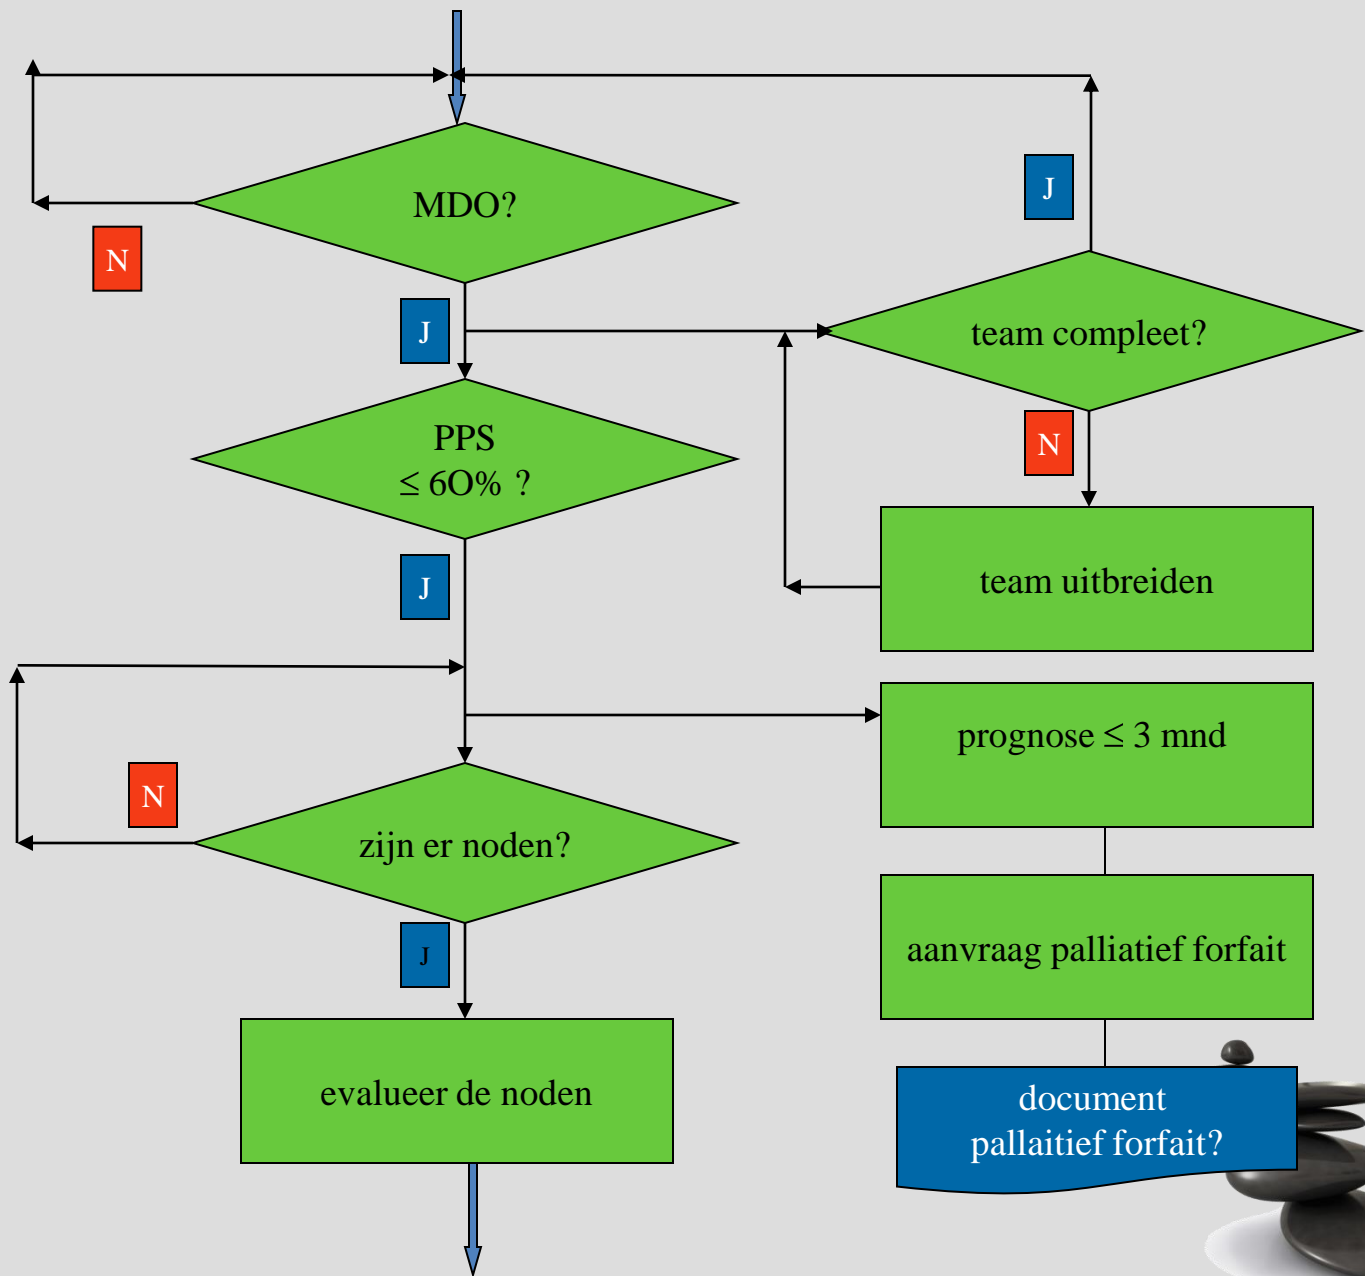 MDO?
N
J
J
team compleet?
N
PPS
≤ 6O% ?
J
team uitbreiden
prognose ≤ 3 mnd
N
zijn er noden?
J
aanvraag palliatief forfait
evalueer de noden
document
pallaitief forfait?